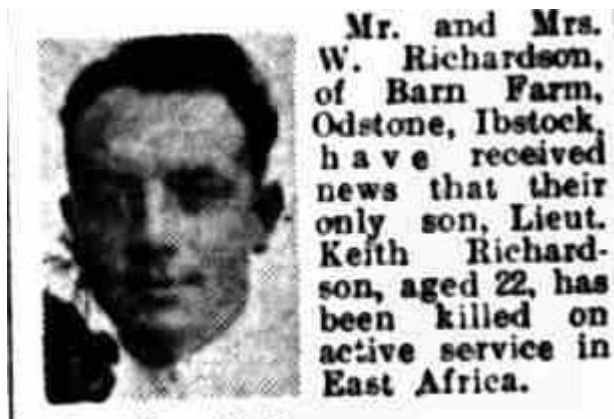 Mr. and Mrs.
W. Richardson,
of Barn Farm,
Odstone, Ibstock,
have received
news that their
only son, Lieut.
Keith Richard-
son, aged 22, has
been killed on
active service in
East Africa.